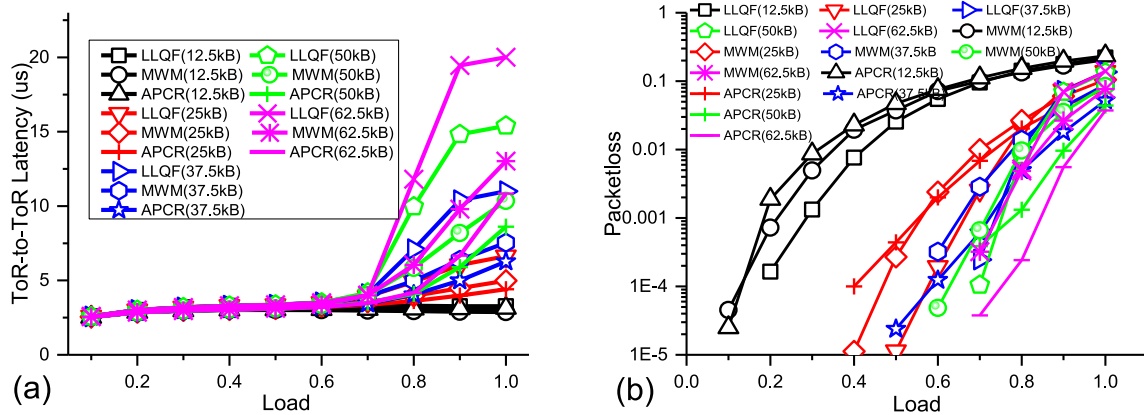 ToR-to-ToR Latency (us)
20
15
10
5
0
0.2 0.4 0.6 0.8 1.0
Load
(a)
LLQF(12.5kB)
MWM(12.5kB)
APCR(12.5kB)
LLQF(25kB)
MWM(25kB)
APCR(25kB)
LLQF(37.5kB)
MWM(37.5kB)
APCR(37.5kB)
LLQF(50kB)
MWM(50kB)
APCR(50kB)
LLQF(62.5kB)
MWM(62.5kB)
APCR(62.5kB)
LLQF(12.5kB) LLQF(25kB) LLQF(37.5kB)
LLQF(50kB) LLQF(62.5kB) MWM(12.5kB)
MWM(25kB) MWM(37.5kB) MWM(50kB)
MWM(62.5kB) APCR(12.5kB)
APCR(25kB) APCR(37.5kB)
APCR(50kB)
APCR(62.5kB)
Packetloss
1
0.1
0.01
0.001
1E-4
1E-5
0.0 0.2 0.4 0.6 0.8 1.0
Load
(b)